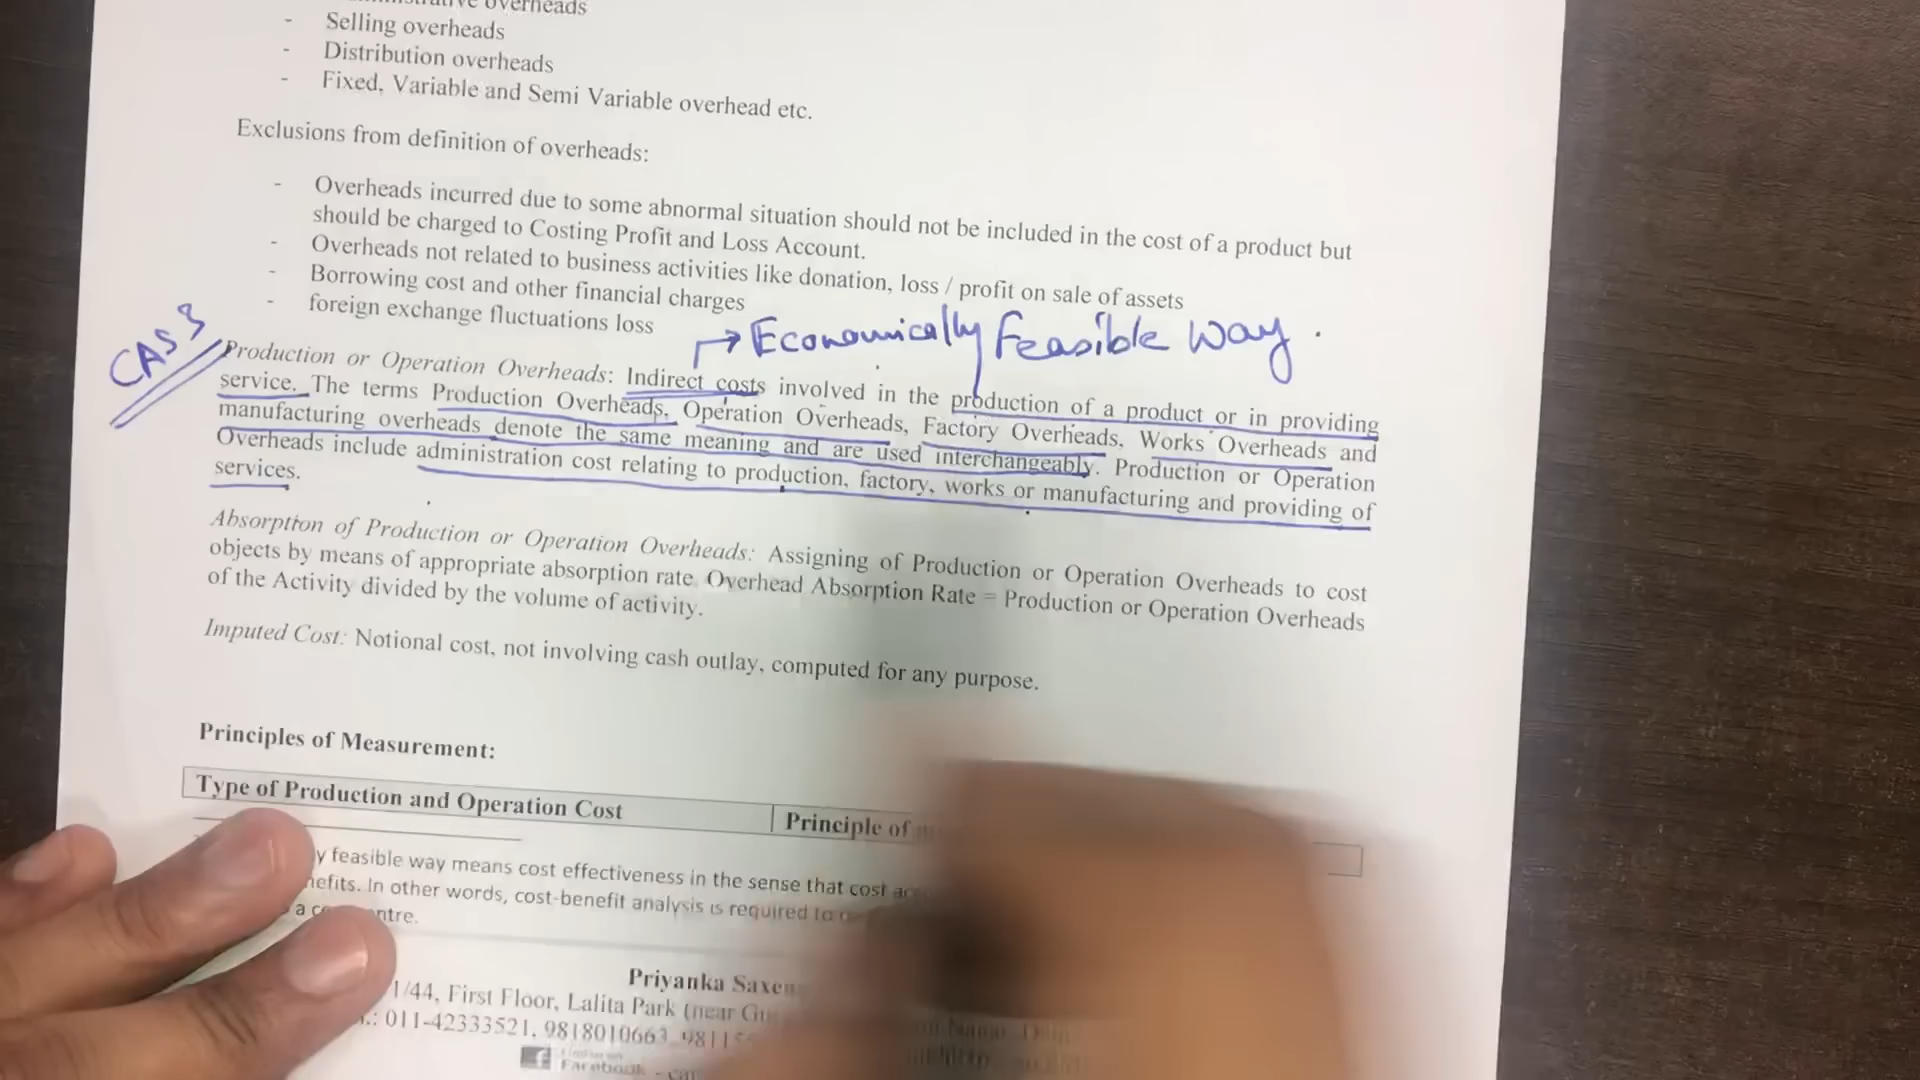 overheads
- Selling overheads
- Distribution overheads
- Fixed, Variable and Semi Variable overhead etc.
Exclusions from definition of overheads:
- Overheads incurred due to some abnormal situation should not be included in the cost of a product but
should be charged to Costing Profit and Loss Account.
- Overheads not related to business activities like donation, loss / profit on sale of assets
- Borrowing cost and other financial charges
- foreign exchange fluctuations loss
→ Economically Feasible Way.
CAS 3
Production or Operation Overheads: Indirect costs involved in the production of a product or in providing
service. The terms Production Overheads, Operation Overheads, Factory Overheads, Works Overheads and
manufacturing overheads denote the same meaning and are used interchangeably. Production or Operation
Overheads include administration cost relating to production, factory, works or manufacturing and providing of
services.
Absorption of Production or Operation Overheads: Assigning of Production or Operation Overheads to cost
objects by means of appropriate absorption rate. Overhead Absorption Rate = Production or Operation Overheads
of the Activity divided by the volume of activity.
Imputed Cost: Notional cost, not involving cash outlay, computed for any purpose.
Principles of Measurement:
Type of Production and Operation Cost
Principle of
y feasible way means cost effectiveness in the sense that cost
nefits. In other words, cost-benefit analysis is required to
a ntre.
Priyanka
1/44, First Floor, Lalita Park (near
.: 011-42333521, 9818010663
Facebook -